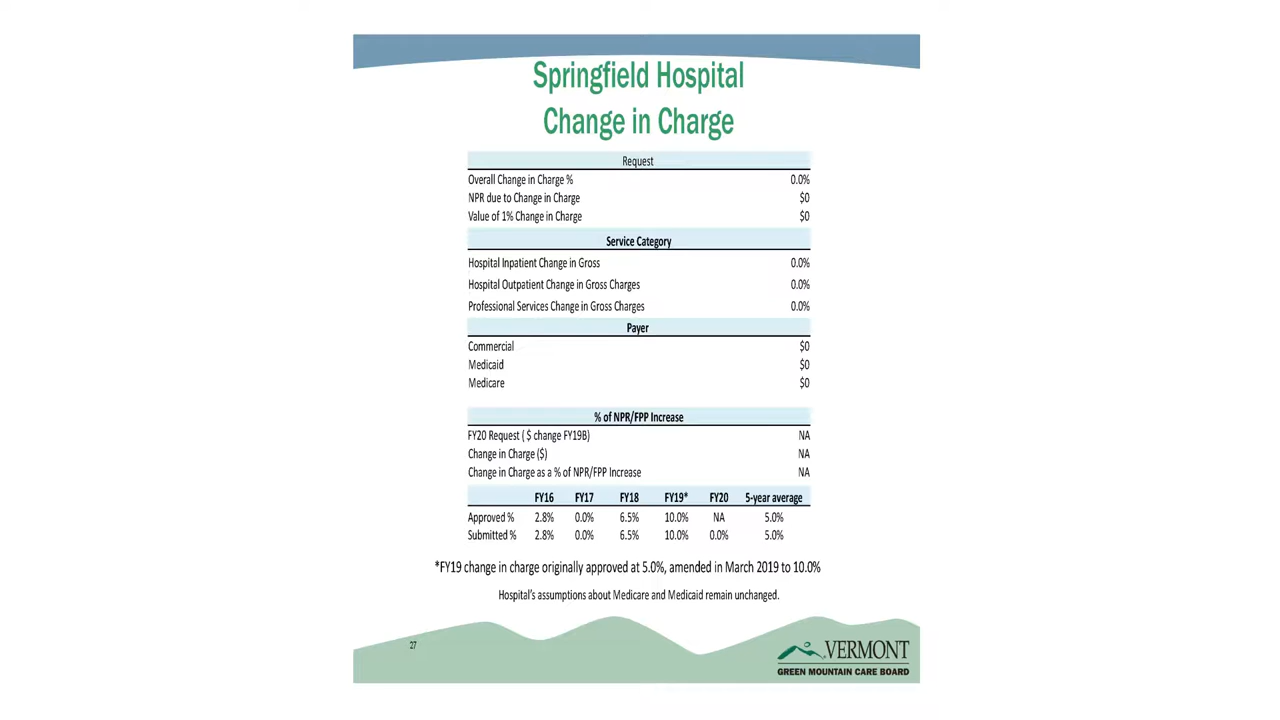 Springfield Hospital
Change in Charge
Request
Overall Change in Charge % 0.0%
NPR due to Change in Charge $0
Value of 1% Change in Charge $0
Service Category
Hospital Inpatient Change in Gross 0.0%
Hospital Outpatient Change in Gross Charges 0.0%
Professional Services Change in Gross Charges 0.0%
Payer
Commercial $0
Medicaid $0
Medicare $0
% of NPR/FPP Increase
FY20 Request ( $ change FY19B) NA
Change in Charge ($) NA
Change in Charge as a % of NPR/FPP Increase NA
FY16 FY17 FY18 FY19* FY20 5-year average
Approved % 2.8% 0.0% 6.5% 10.0% NA 5.0%
Submitted % 2.8% 0.0% 6.5% 10.0% 0.0% 5.0%
*FY19 change in charge originally approved at 5.0%, amended in March 2019 to 10.0%
Hospital's assumptions about Medicare and Medicaid remain unchanged.
27
VERMONT
GREEN MOUNTAIN CARE BOARD